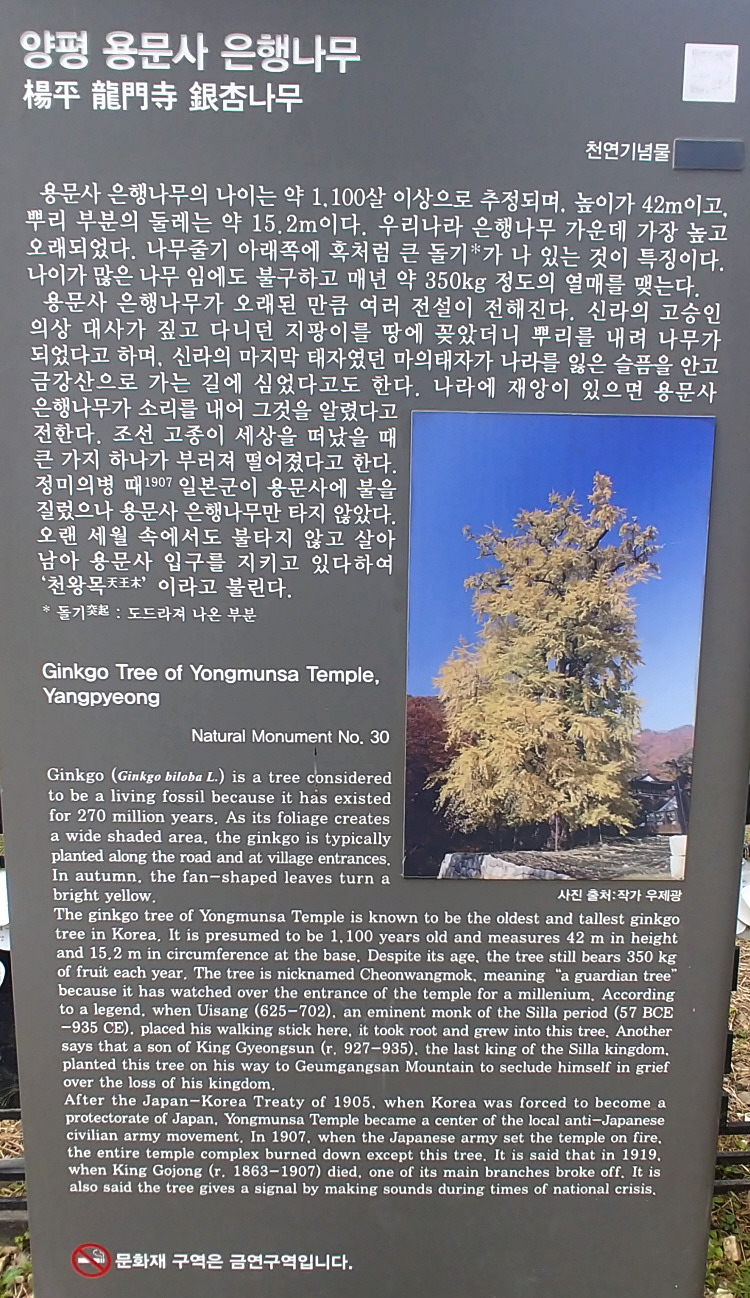 양평 용문사 은행나무
楊平 龍門寺 銀杏나무
천연기념물
용문사 은행나무의 나이는 약 1,100살 이상으로 추정되며, 높이가 42m이고,
뿌리 부분의 둘레는 약 15.2m이다. 우리나라 은행나무 가운데 가장 높고
오래되었다. 나무줄기 아래쪽에 혹처럼 큰 돌기*가 나 있는 것이 특징이다.
나이가 많은 나무 임에도 불구하고 매년 약 350kg 정도의 열매를 맺는다.
용문사 은행나무가 오래된 만큼 여러 전설이 전해진다. 신라의 고승인
의상 대사가 짚고 다니던 지팡이를 땅에 꽂았더니 뿌리를 내려 나무가
되었다고 하며, 신라의 마지막 태자였던 마의태자가 나라를 잃은 슬픔을 안고
금강산으로 가는 길에 심었다고도 한다. 나라에 재앙이 있으면 용문사
은행나무가 소리를 내어 그것을 알렸다고
전한다. 조선 고종이 세상을 떠났을 때
큰 가지 하나가 부러져 떨어졌다고 한다.
정미의병 때1907 일본군이 용문사에 불을
질렀으나 용문사 은행나무만 타지 않았다.
오랜 세월 속에서도 불타지 않고 살아
남아 용문사 입구를 지키고 있다하여
‘천왕목天王木’ 이라고 불린다.
* 돌기突起 : 도드라져 나온 부분
Ginkgo Tree of Yongmunsa Temple,
Yangpyeong
Natural Monument No. 30
Ginkgo (Ginkgo biloba L.) is a tree considered
to be a living fossil because it has existed
for 270 million years. As its foliage creates
a wide shaded area, the ginkgo is typically
planted along the road and at village entrances.
In autumn, the fan-shaped leaves turn a
bright yellow.
사진 출처:작가 우제광
The ginkgo tree of Yongmunsa Temple is known to be the oldest and tallest ginkgo
tree in Korea. It is presumed to be 1,100 years old and measures 42 m in height
and 15.2 m in circumference at the base. Despite its age, the tree still bears 350 kg
of fruit each year. The tree is nicknamed Cheonwangmok, meaning “a guardian tree”
because it has watched over the entrance of the temple for a millenium. According
to a legend, when Uisang (625-702), an eminent monk of the Silla period (57 BCE
-935 CE), placed his walking stick here, it took root and grew into this tree. Another
says that a son of King Gyeongsun (r. 927-935), the last king of the Silla kingdom,
planted this tree on his way to Geumgangsan Mountain to seclude himself in grief
over the loss of his kingdom.
After the Japan-Korea Treaty of 1905, when Korea was forced to become a
protectorate of Japan, Yongmunsa Temple became a center of the local anti-Japanese
civilian army movement. In 1907, when the Japanese army set the temple on fire,
the entire temple complex burned down except this tree. It is said that in 1919,
when King Gojong (r. 1863-1907) died, one of its main branches broke off. It is
also said the tree gives a signal by making sounds during times of national crisis.
문화재 구역은 금연구역입니다.